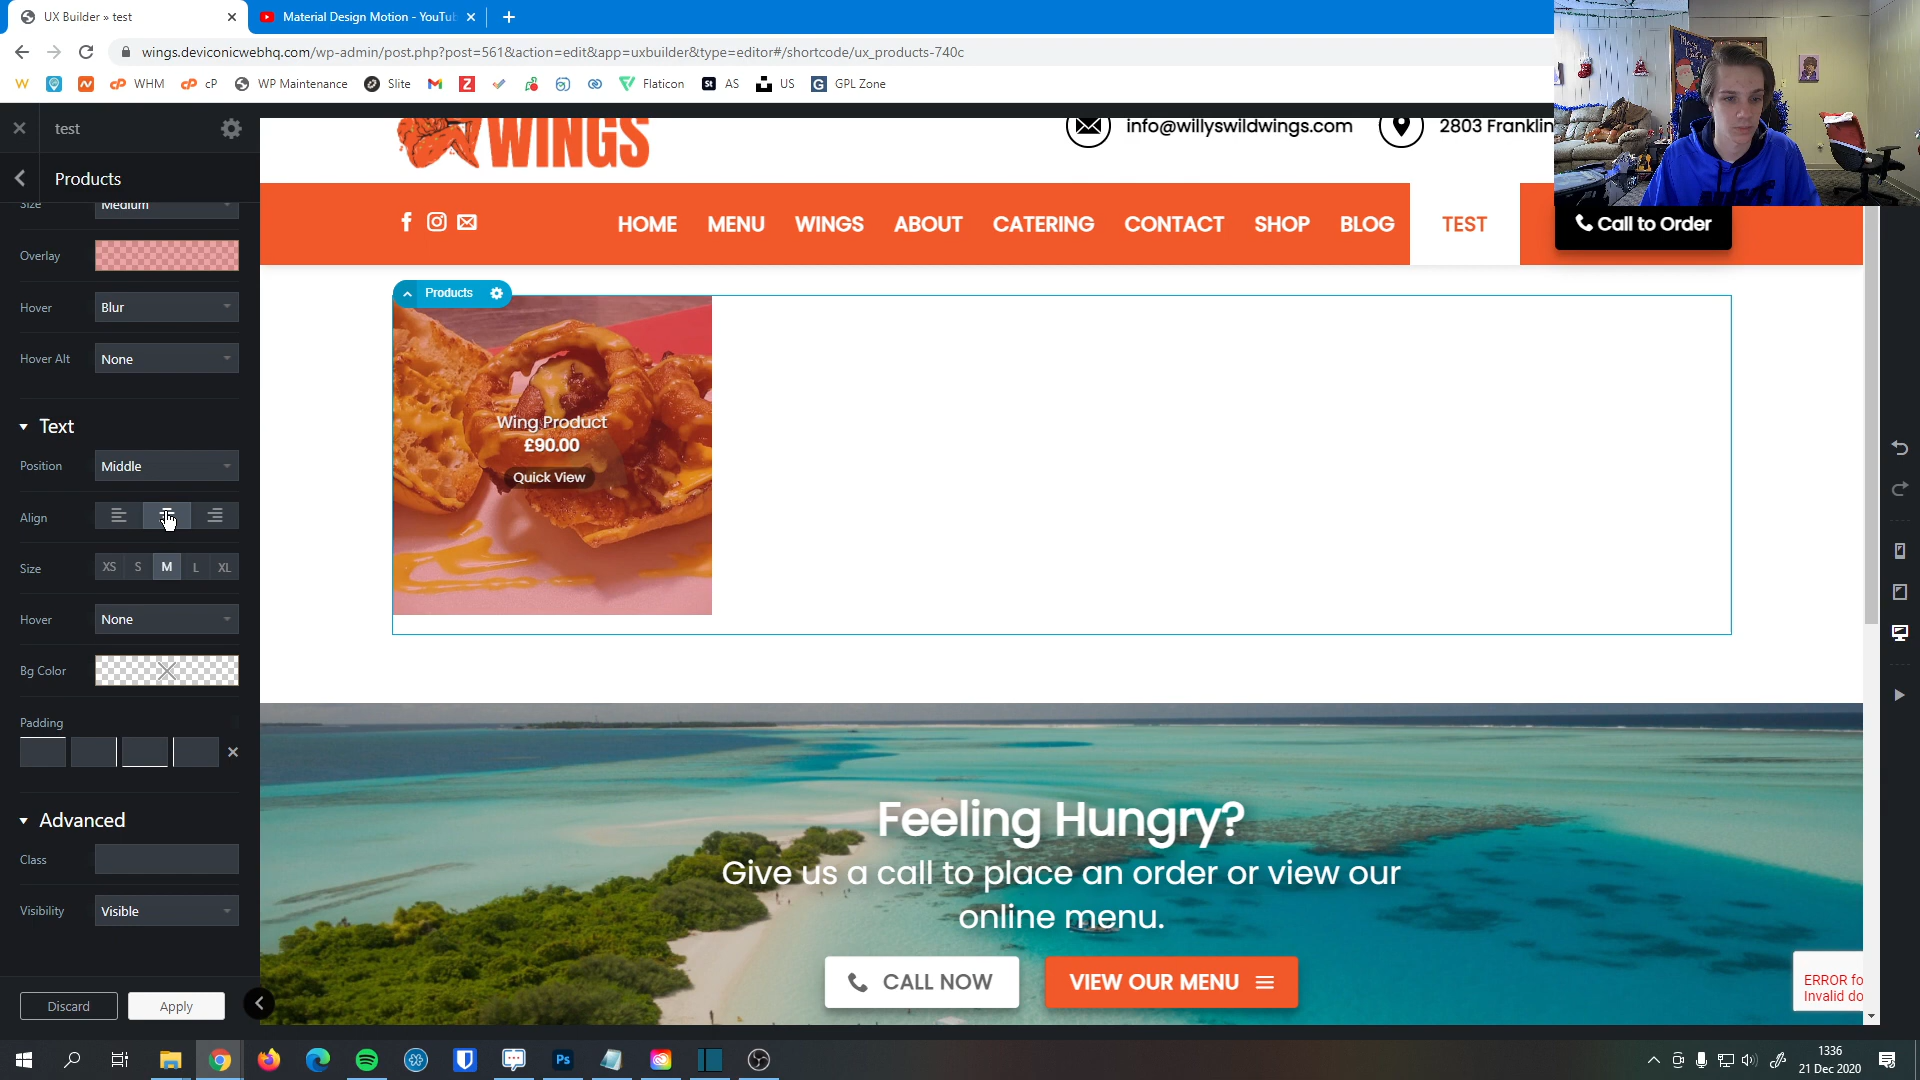 UX Builder » test
Material Design Motion - YouTub
wings.deviconicwebhq.com/wp-admin/post.php?post=561&action=edit&app=uxbuilder&type=editor#/shortcode/ux_products-740c
WHM
cP
WP Maintenance
Slite
Flaticon
AS
US
GPL Zone
test
Products
Size
Medium
Overlay
Hover
Blur
Hover Alt
None
Text
Position
Middle
Align
Size
XS
S
M
L
XL
Hover
None
Bg Color
Padding
Advanced
Class
Visibility
Visible
Discard
Apply
WINGS
info@willyswildwings.com
2803 Franklin
HOME
MENU
WINGS
ABOUT
CATERING
CONTACT
SHOP
BLOG
TEST
Call to Order
Products
Wing Product
£90.00
Quick View
Feeling Hungry?
Give us a call to place an order or view our
online menu.
CALL NOW
VIEW OUR MENU
ERROR fo
Invalid do
1336
21 Dec 2020